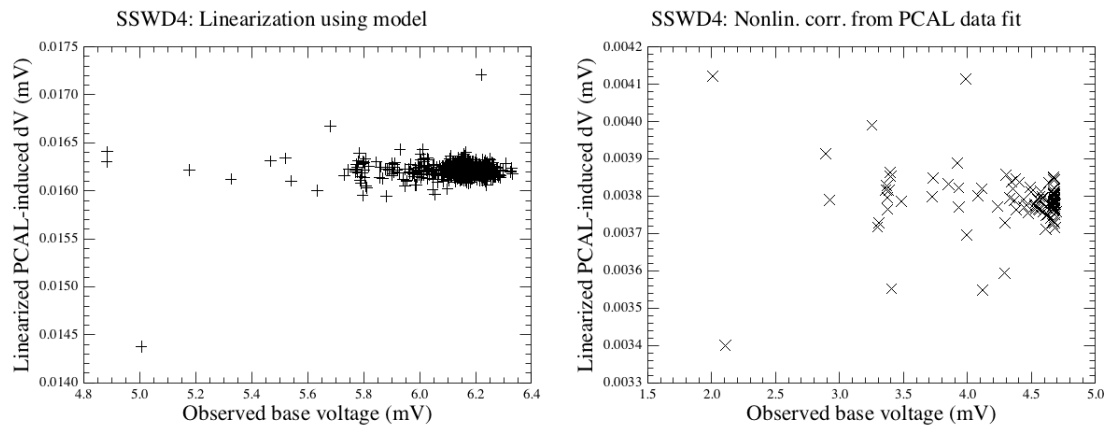 SSWD4: Linearization using model
Linearized PCAL-induced dV (mV)
0.0175
0.0170
0.0165
0.0160
0.0155
0.0150
0.0145
0.0140
4.8 5.0 5.2 5.4 5.6 5.8 6.0 6.2 6.4
Observed base voltage (mV)
SSWD4: Nonlin. corr. from PCAL data fit
Linearized PCAL-induced dV (mV)
0.0042
0.0041
0.0040
0.0039
0.0038
0.0037
0.0036
0.0035
0.0034
0.0033
1.5 2.0 2.5 3.0 3.5 4.0 4.5 5.0
Observed base voltage (mV)